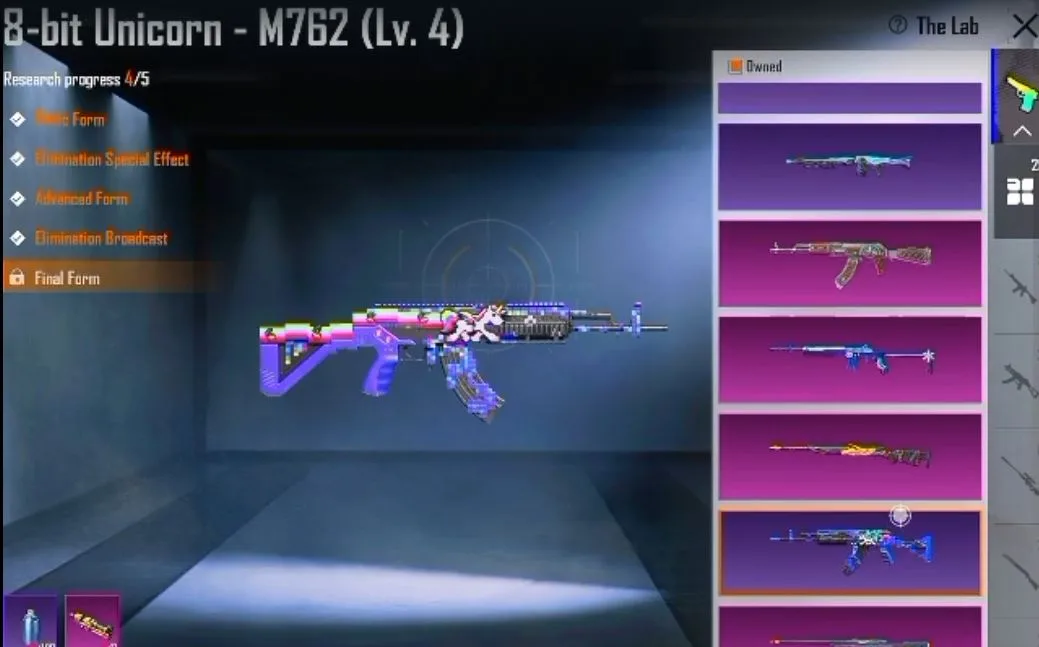 8-bit Unicorn - M762 (Lv. 4)
The Lab
Research progress 4/5
Owned
Basic Form
Elimination Special Effect
Advanced Form
Elimination Broadcast
Final Form